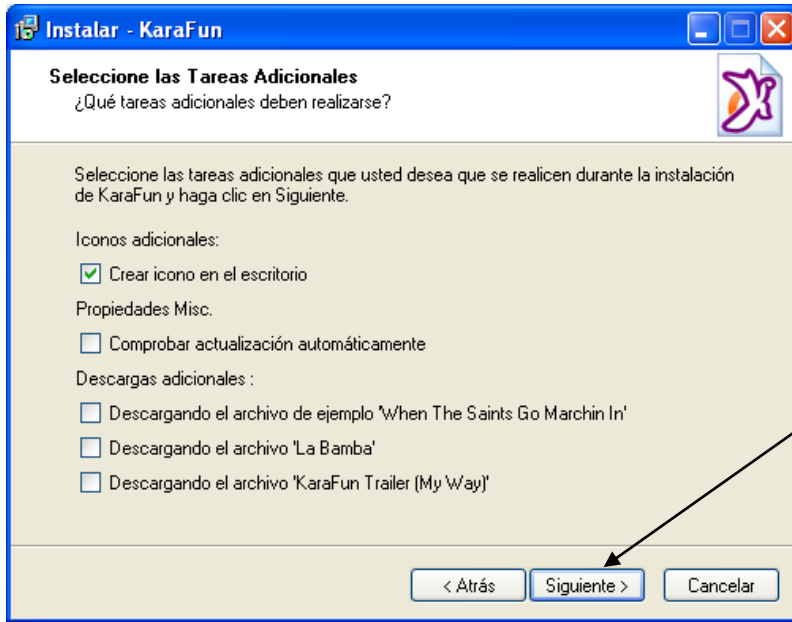 Instalar - KaraFun
Seleccione las Tareas Adicionales
¿Qué tareas adicionales deben realizarse?
Seleccione las tareas adicionales que usted desea que se realicen durante la instalación
de KaraFun y haga clic en Siguiente.
Iconos adicionales:
Crear icono en el escritorio
Propiedades Misc.
Comprobar actualización automáticamente
Descargas adicionales :
Descargando el archivo de ejemplo 'When The Saints Go Marchin In'
Descargando el archivo 'La Bamba'
Descargando el archivo 'KaraFun Trailer (My Way)'
< Atrás Siguiente > Cancelar